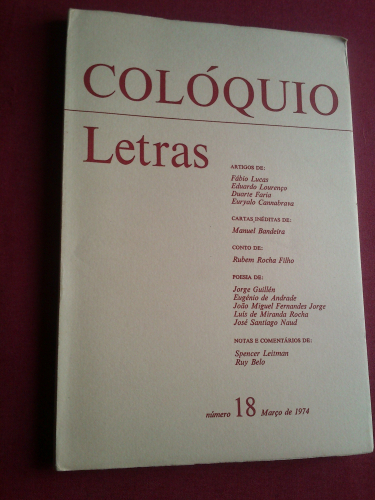 COLÓQUIO
Letras
ARTIGOS DE:
Fábio Lucas
Eduardo Lourenço
Duarte Faria
Euryalo Cannabrava
CARTAS INÉDITAS DE:
Manuel Bandeira
CONTO DE:
Rubem Rocha Filho
POESIA DE:
Jorge Guillén
Eugénio de Andrade
João Miguel Fernandes Jorge
Luís de Miranda Rocha
José Santiago Naud
NOTAS E COMENTÁRIOS DE:
Spencer Leitman
Ruy Belo
número 18 Março de 1974